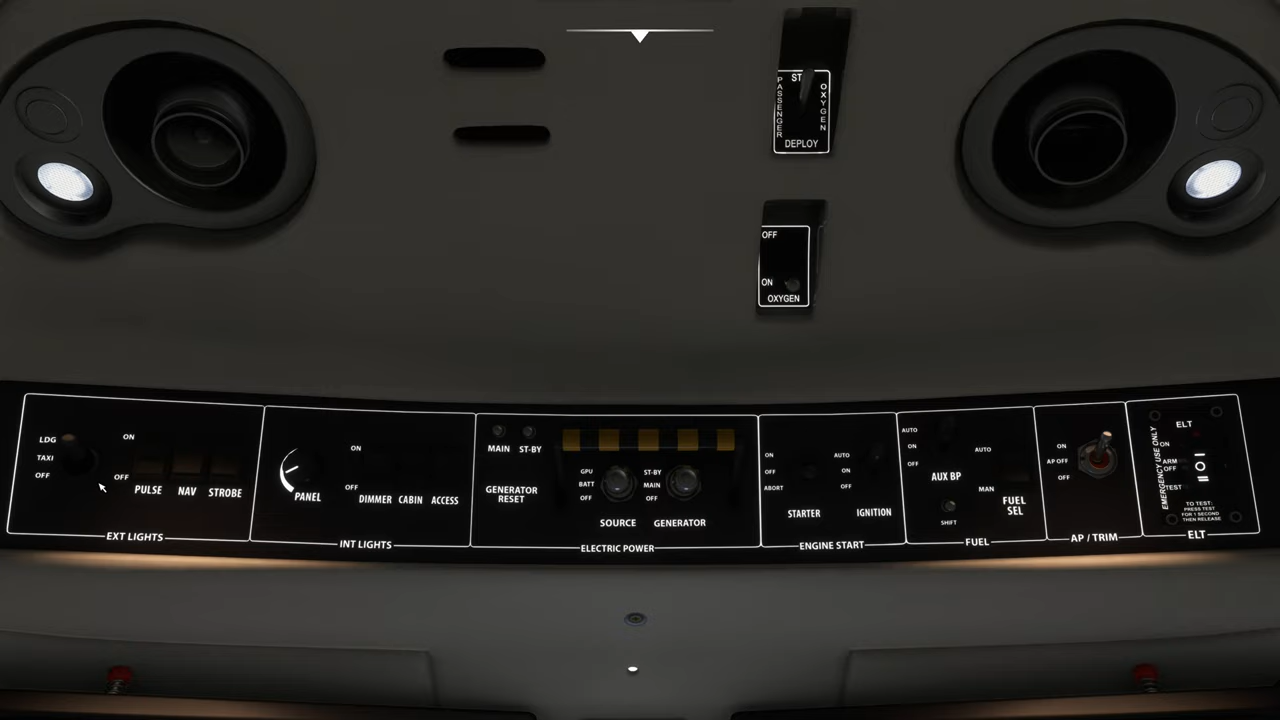 ST
PASSENGER
OXYGEN
DEPLOY
OFF
ON
OXYGEN
LDG
TAXI
OFF
ON
OFF
PULSE NAV STROBE
EXT LIGHTS
PANEL
ON
OFF
DIMMER CABIN ACCESS
INT LIGHTS
MAIN ST-BY
GENERATOR
RESET
GPU
BATT
OFF
ST-BY
MAIN
OFF
SOURCE GENERATOR
ELECTRIC POWER
ON
OFF
ABORT
STARTER
AUTO
ON
OFF
IGNITION
ENGINE START
AUTO
ON
OFF
AUX BP
SHIFT
AUTO
MAN
FUEL
SEL
FUEL
ON
AP OFF
OFF
AP / TRIM
ELT
EMERGENCY USE ONLY
ON
ARM
OFF
TEST
TO TEST:
PRESS TEST
FOR 1 SECOND
THEN RELEASE
ELT